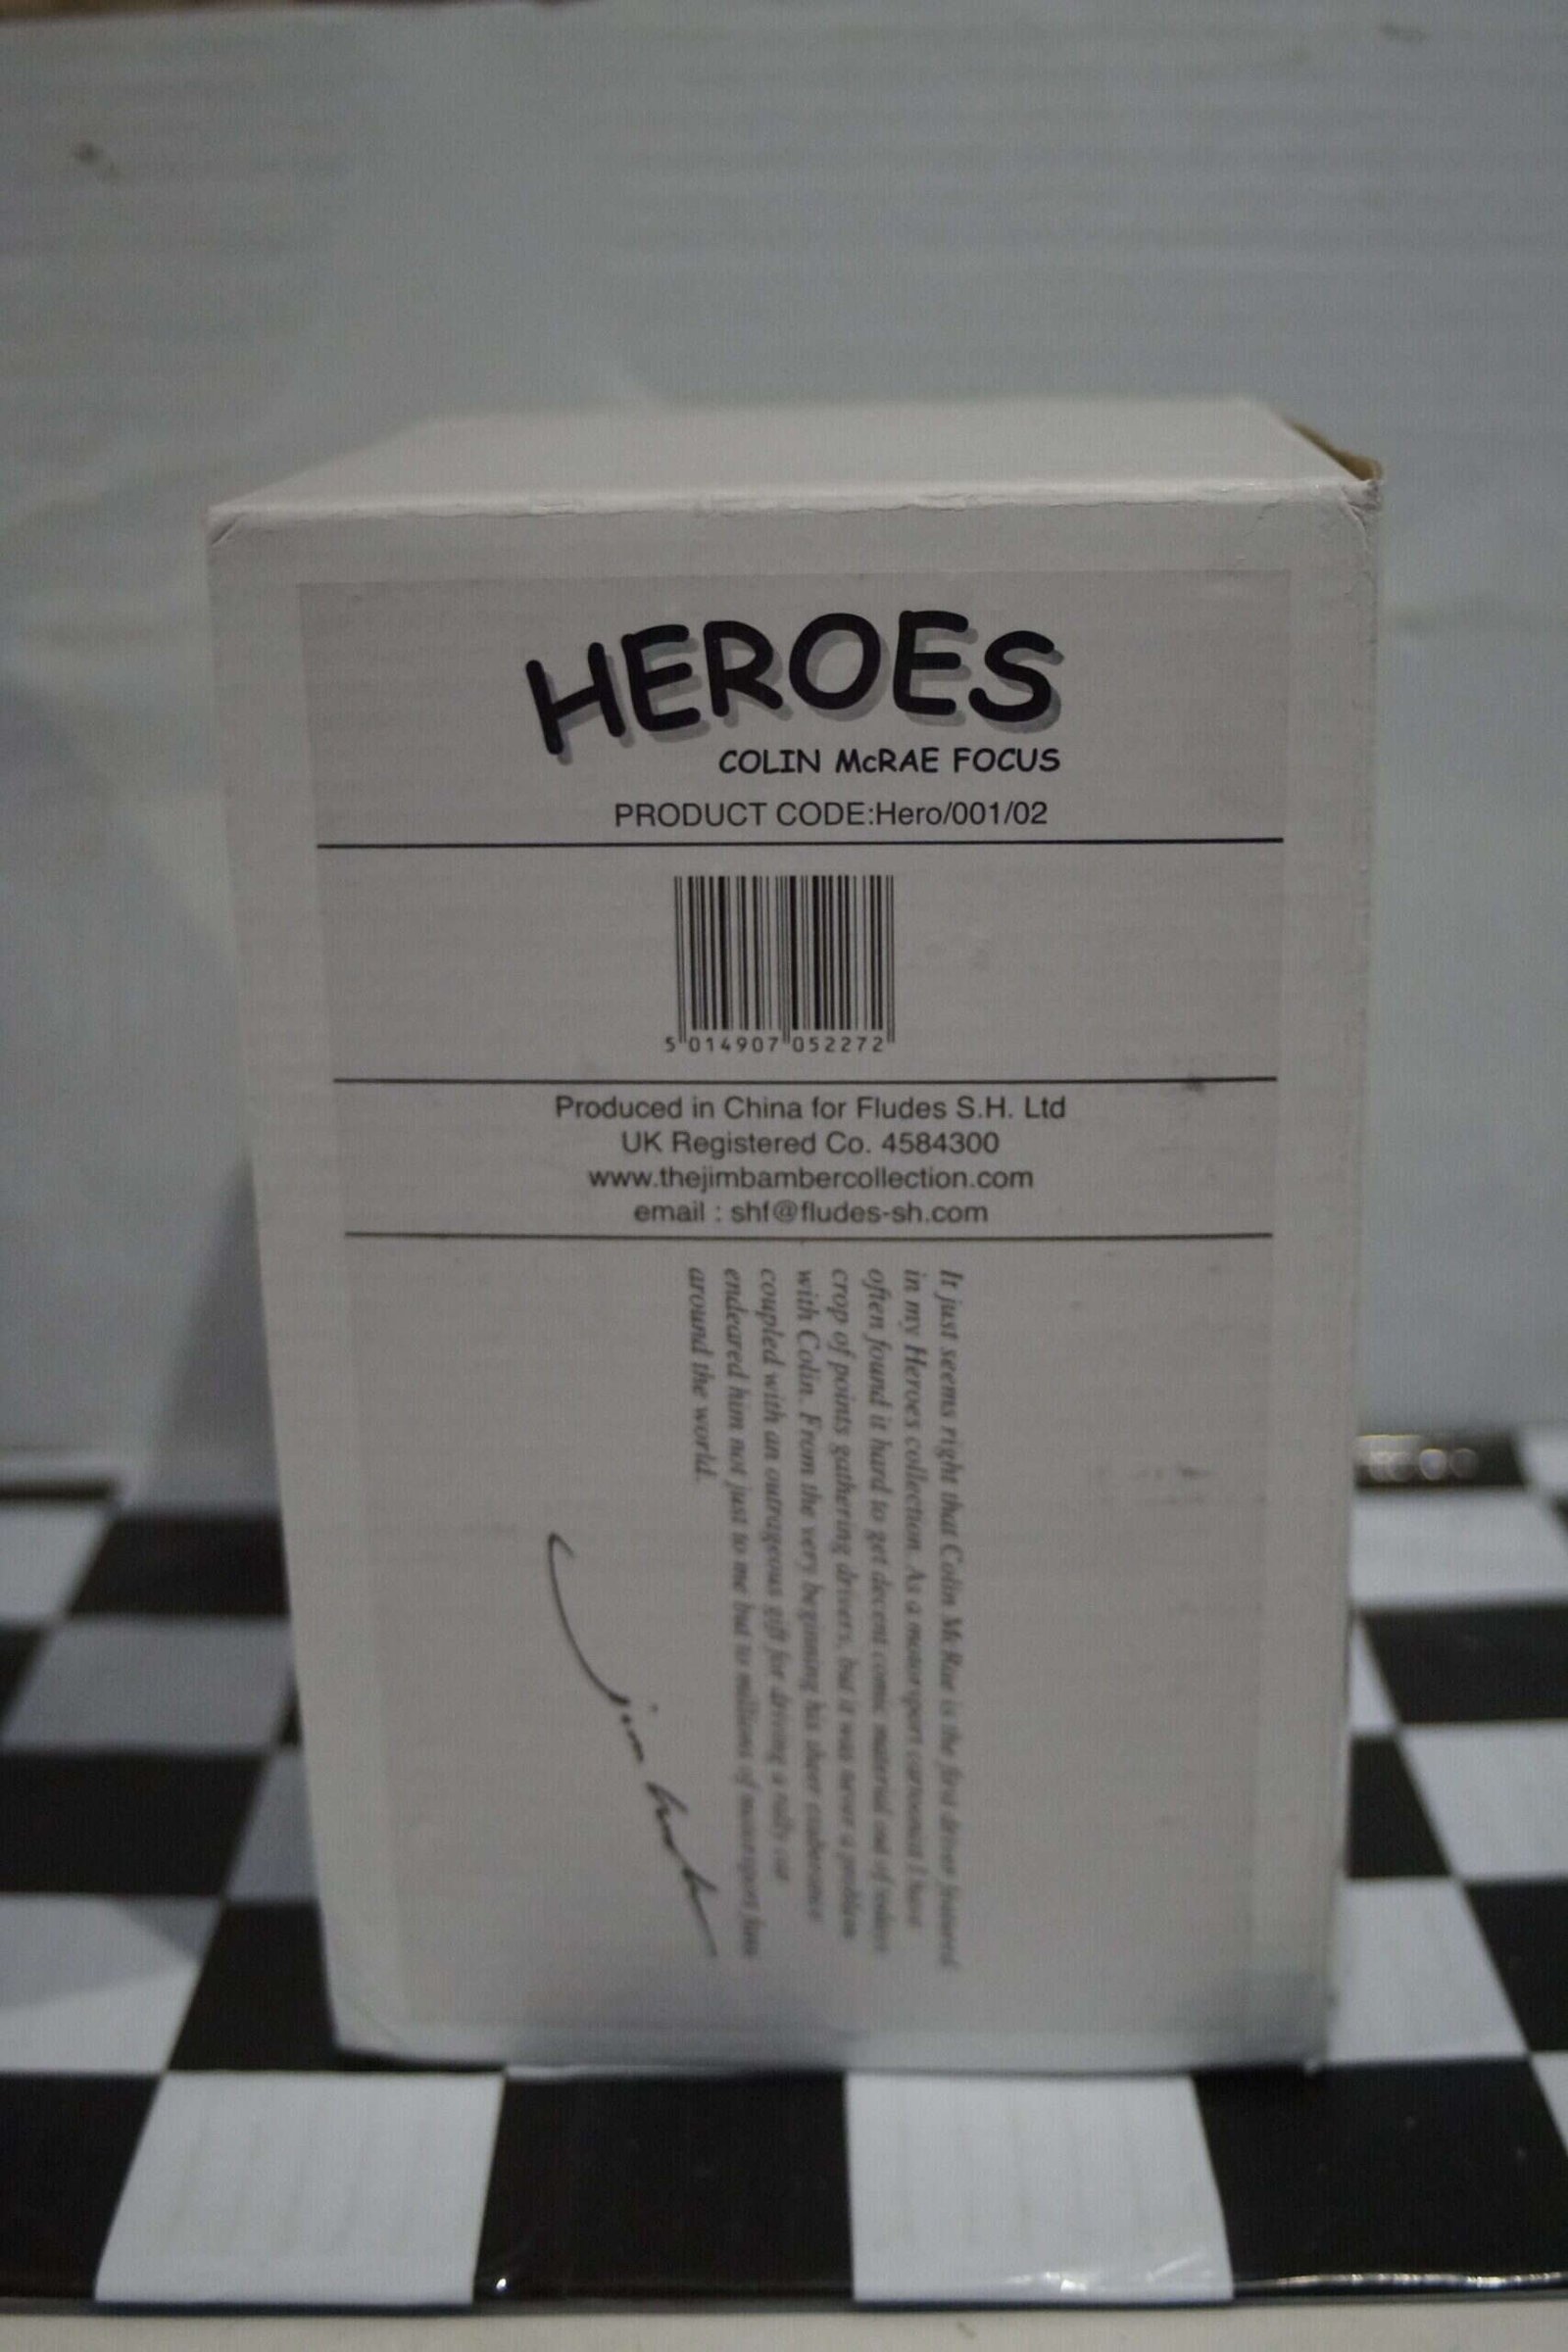 HEROES
COLIN McRAE FOCUS
PRODUCT CODE:Hero/001/02
5 014907 052272
Produced in China for Fludes S.H. Ltd
UK Registered Co. 4584300
www.thejimbambercollection.com
email : shf@fludes-sh.com
It just seems right that Colin McRae is the first driver featured
in my Heroes collection. As a motorsport cartoonist I have
often found it hard to get decent comic material out of
crop of points gathering drivers, but it was never a problem
with Colin. From the very beginning his sheer exuberance
coupled with an outrageous gift for driving a rally car
endeared him not just to me but to millions of motorsport fans
around the world.